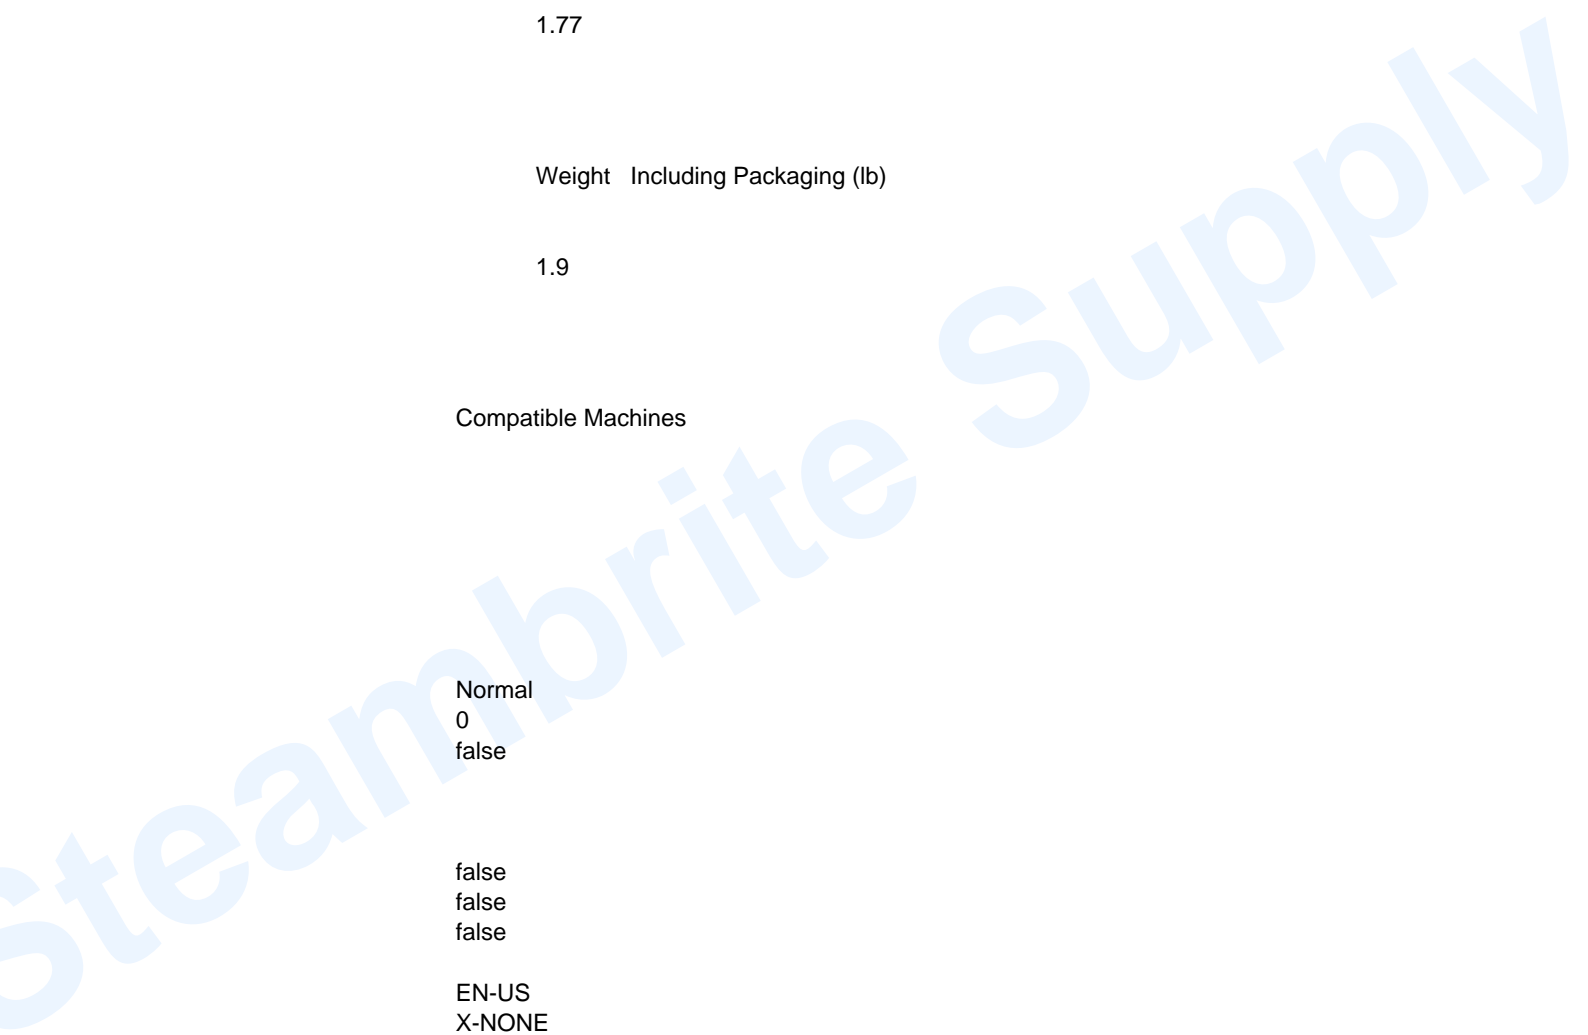 1.77
Weight   Including Packaging (lb)
1.9
Compatible Machines
Normal
0
false
false
false
false
EN-US
X-NONE
Steambrite Supply